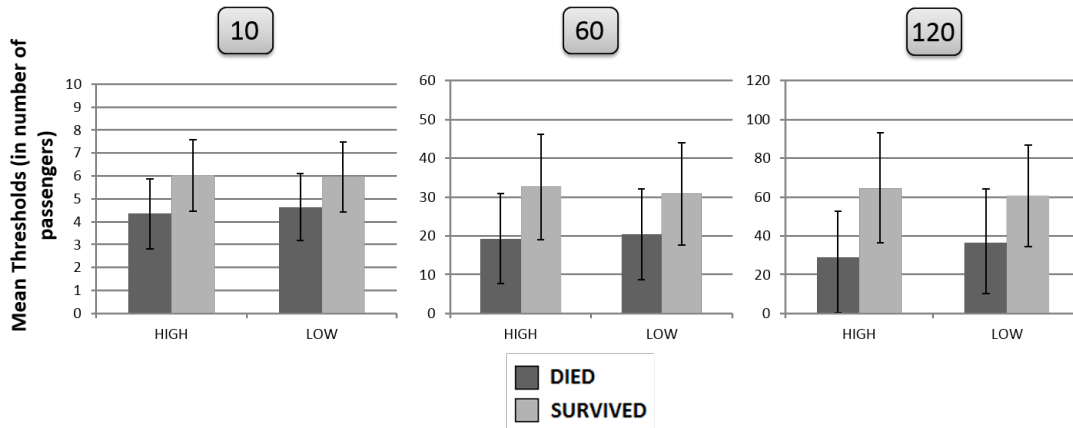 10
60
120
Mean Thresholds (in number of
passengers)
10
9
8
7
6
5
4
3
2
1
0
HIGH
LOW
60
50
40
30
20
10
0
HIGH
LOW
120
100
80
60
40
20
0
HIGH
LOW
DIED
SURVIVED